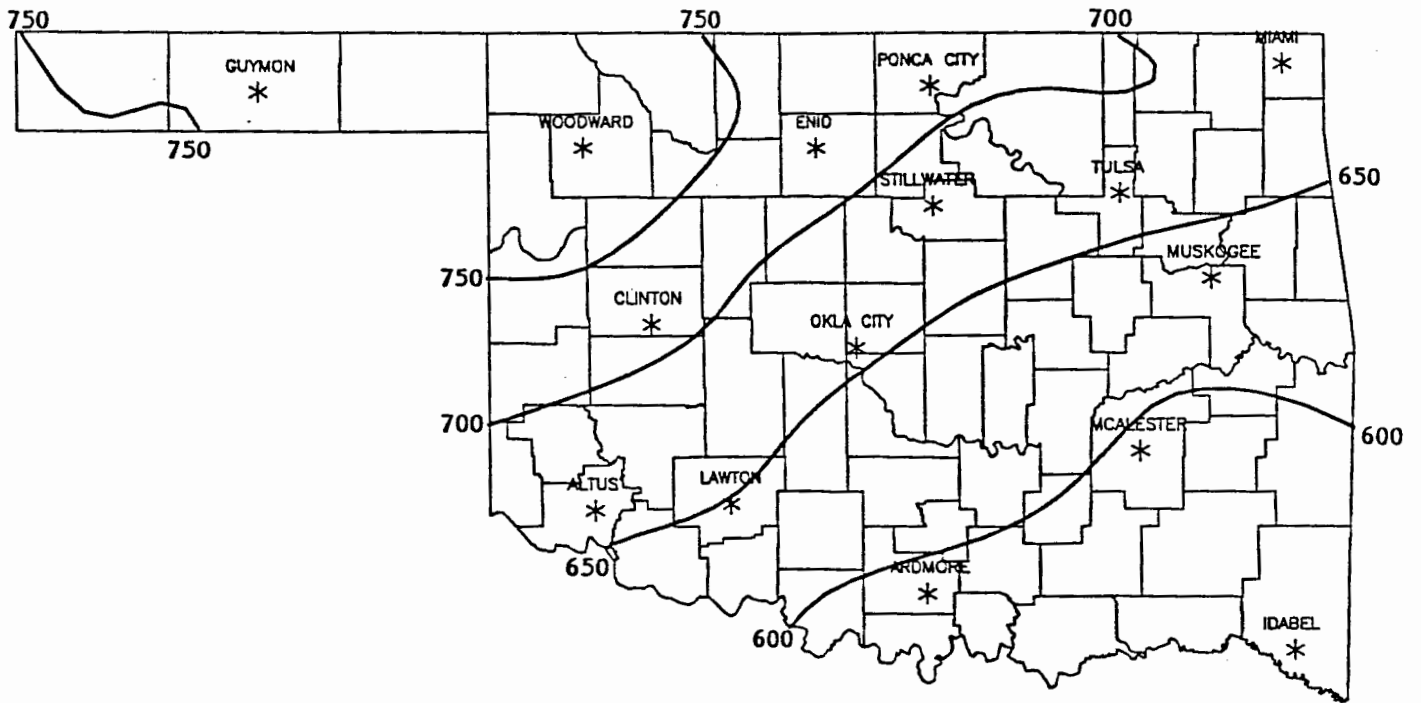 750
750
700
GUYMON
PONCA CITY
MIAMI
WOODWARD
ENID
750
TULSA
STILLWATER
650
MUSKOGEE
750
CLINTON
OKLA CITY
700
MCALESTER
600
ALTUS
LAWTON
650
ARDMORE
600
IDABEL